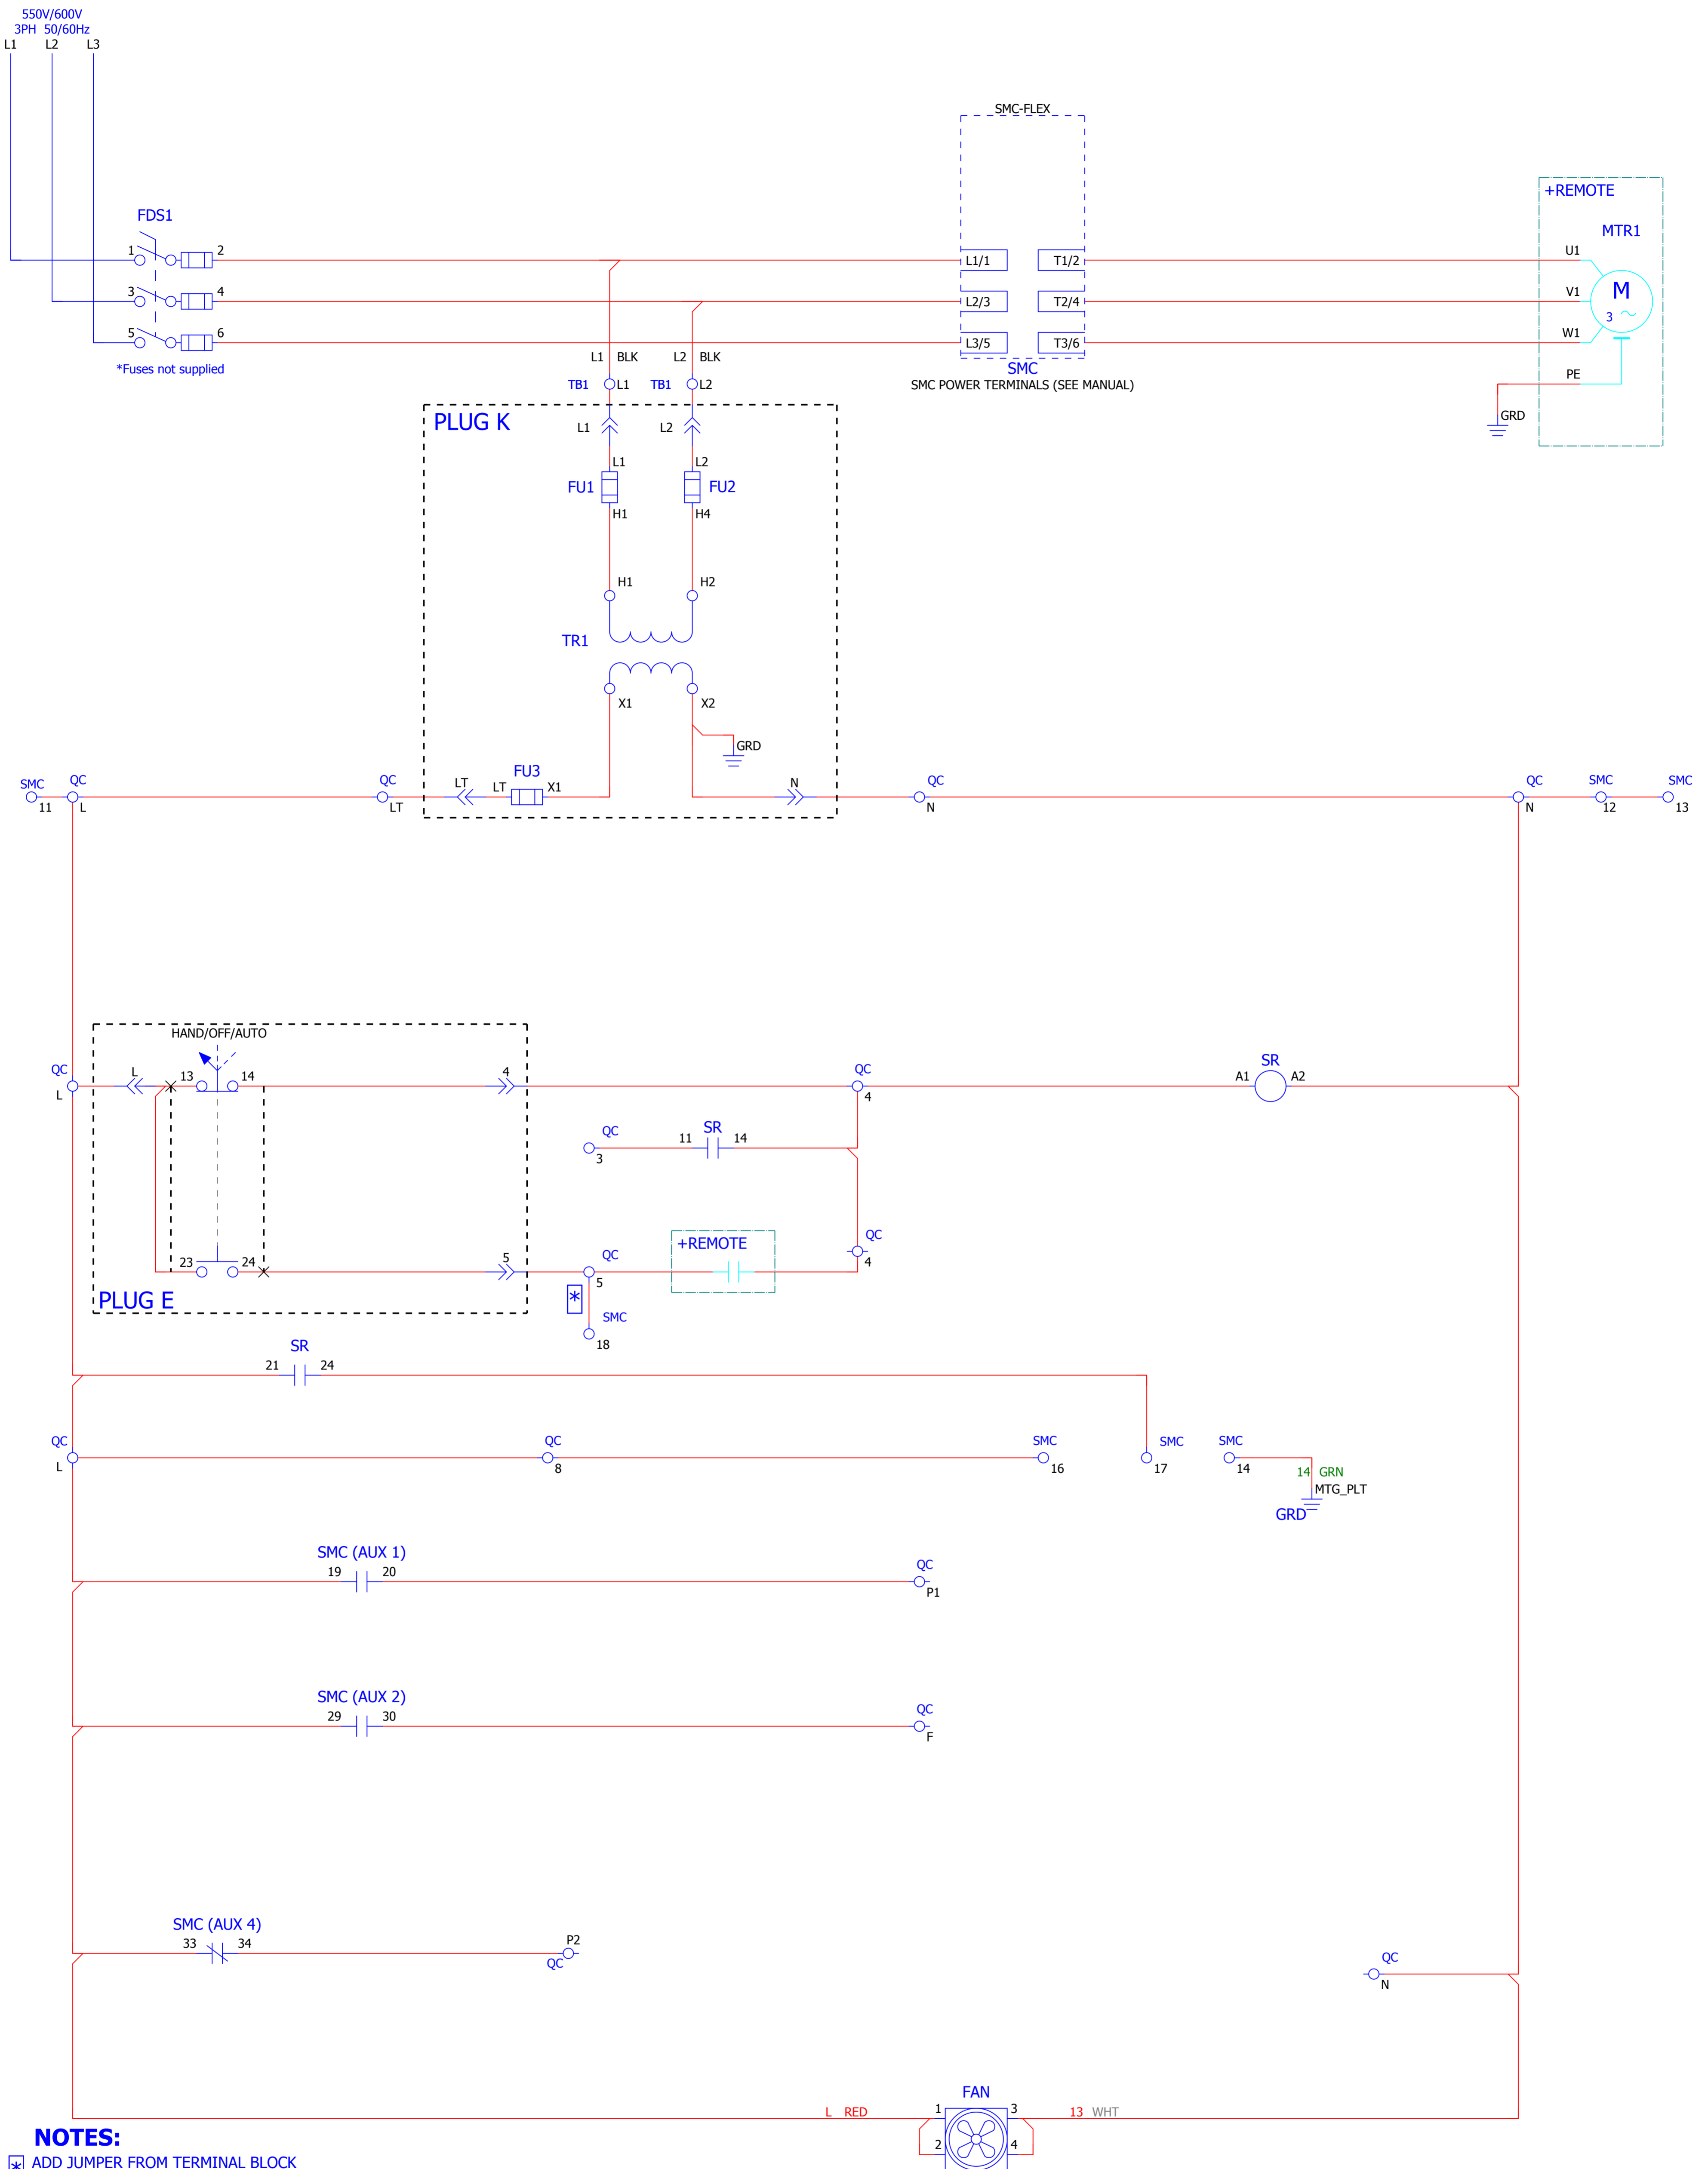 550V/600V
3PH 50/60Hz
L1 L2 L3
SMC-FLEX
+REMOTE
FDS1
MTR1
1 2 L1/1 T1/2 U1
3 4 L2/3 T2/4 V1 M
3
5 6 L3/5 T3/6 W1
*Fuses not supplied
L1 BLK L2 BLK
SMC
SMC POWER TERMINALS (SEE MANUAL)
PE
GRD
TB1 L1 TB1 L2
PLUG K
L1 L2
L1 L2
FU1 FU2
H1 H4
H1 H2
TR1
X1 X2
GRD
FU3
SMC QC QC LT LT X1 N QC QC SMC SMC
11 L LT N N 12 13
HAND/OFF/AUTO
QC L 13 14 4 QC SR
A1 A2
L 4
QC 11 SR 14
3
+REMOTE
QC
23 24 5 QC
5 4
*
PLUG E
SMC
18
SR
21 24
QC QC SMC SMC SMC
L 8 16 17 14
14 GRN
MTG_PLT
GRD
SMC (AUX 1)
19 20 QC
P1
SMC (AUX 2)
29 30 QC
F
SMC (AUX 4)
33 34 P2
QC
QC
N
FAN
L RED 1 3 13 WHT
2 4
NOTES:
* ADD JUMPER FROM TERMINAL BLOCK